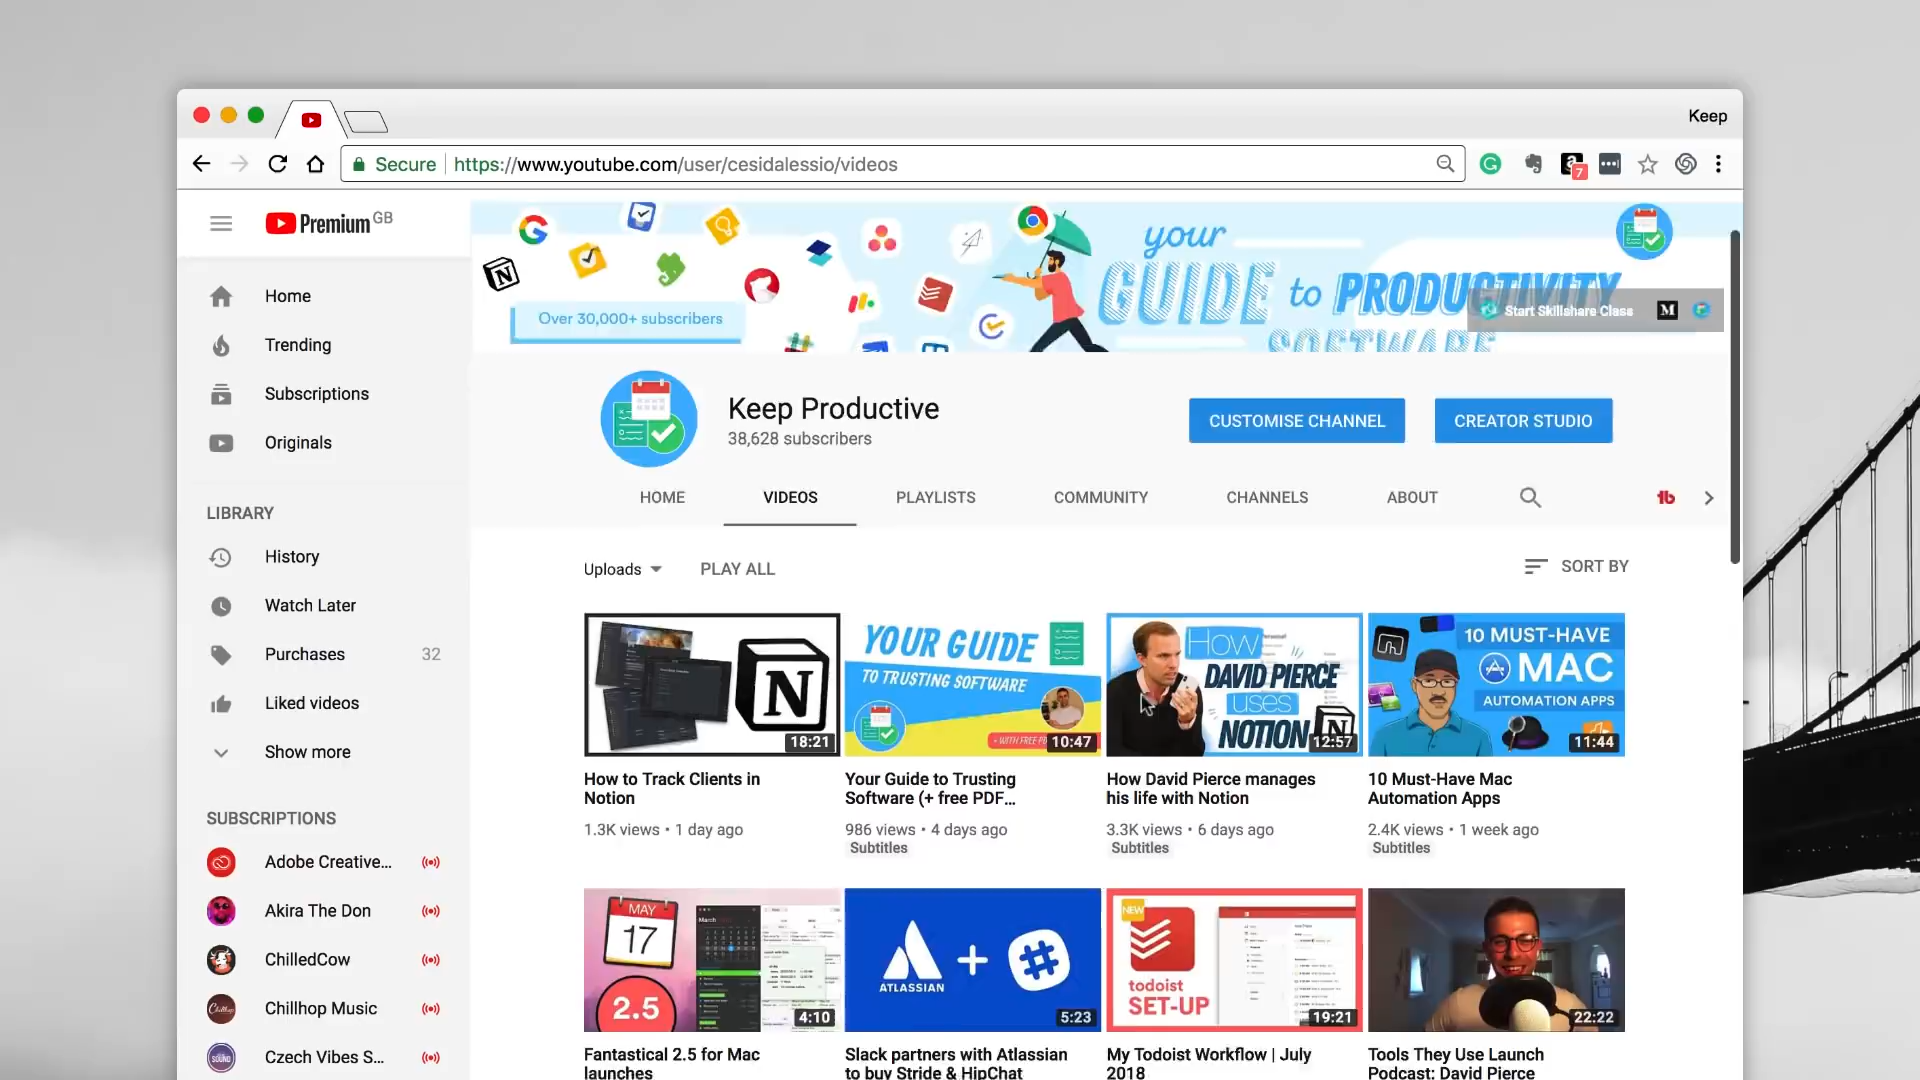 Keep
Secure https://www.youtube.com/user/cesidalessio/videos
7
Premium GB
Home
Trending
Subscriptions
Originals
LIBRARY
History
Watch Later
Purchases 32
Liked videos
Show more
SUBSCRIPTIONS
Adobe Creative...
Akira The Don
ChilledCow
Chillhop Music
Czech Vibes S...
Over 30,000+ subscribers
your
GUIDE to PRODUCTIVITY
SOFTWARE
Start Skillshare Class
Keep Productive
38,628 subscribers
CUSTOMISE CHANNEL
CREATOR STUDIO
HOME VIDEOS PLAYLISTS COMMUNITY CHANNELS ABOUT
Uploads PLAY ALL SORT BY
N
18:21
YOUR GUIDE
TO TRUSTING SOFTWARE
10:47
How
DAVID PIERCE
uses
NOTION
12:57
10 MUST-HAVE
MAC
AUTOMATION APPS
11:44
How to Track Clients in
Notion
1.3K views • 1 day ago
Your Guide to Trusting
Software (+ free PDF...
986 views • 4 days ago
Subtitles
How David Pierce manages
his life with Notion
3.3K views • 6 days ago
Subtitles
10 Must-Have Mac
Automation Apps
2.4K views • 1 week ago
Subtitles
MAY
17
2.5
March
4:10
ATLASSIAN
5:23
NEW
todoist
SET-UP
19:21
22:22
Fantastical 2.5 for Mac
launches
Slack partners with Atlassian
to buy Stride & HipChat
My Todoist Workflow | July
2018
Tools They Use Launch
Podcast: David Pierce